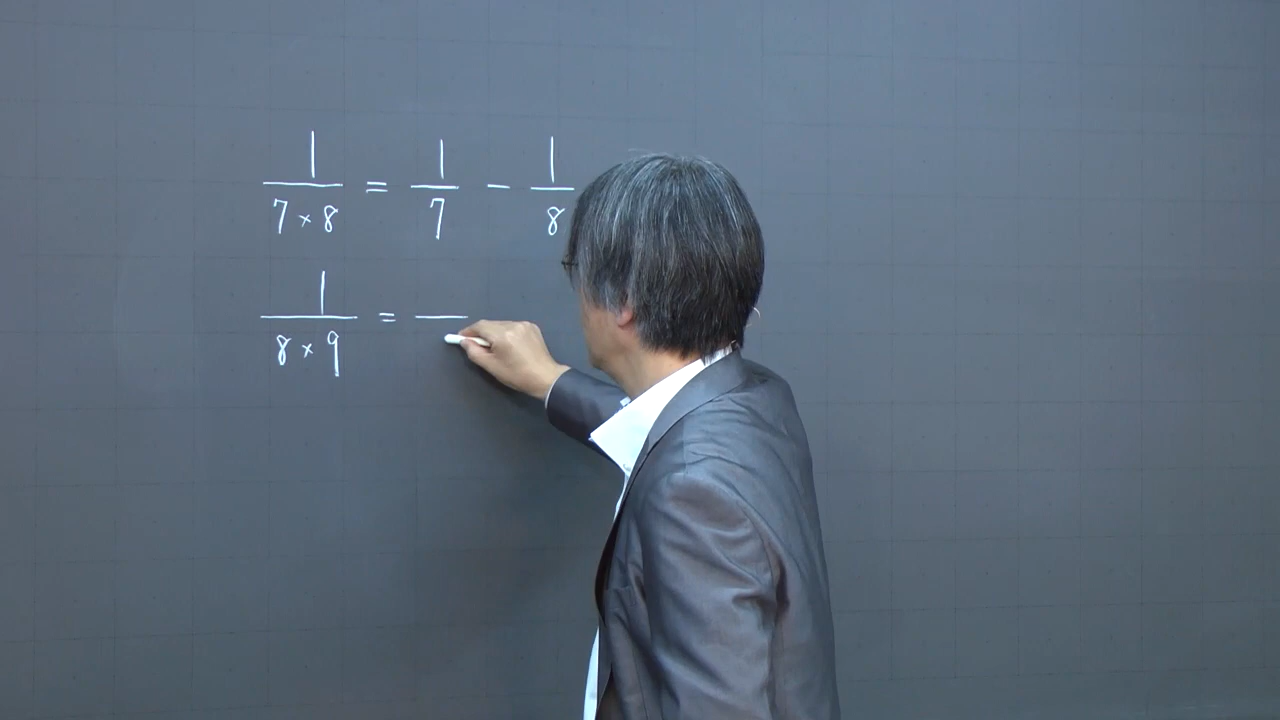 1/(7×8) = 1/7 - 1/8
1/(8×9) =